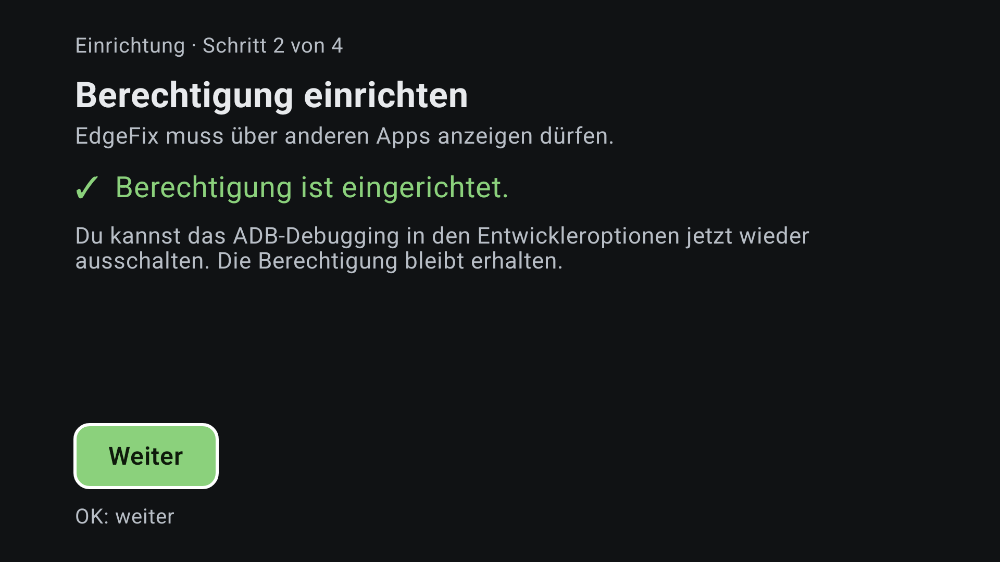 Einrichtung · Schritt 2 von 4
Berechtigung einrichten
EdgeFix muss über anderen Apps anzeigen dürfen.
✓ Berechtigung ist eingerichtet.
Du kannst das ADB-Debugging in den Entwickleroptionen jetzt wieder
ausschalten. Die Berechtigung bleibt erhalten.
Weiter
OK: weiter